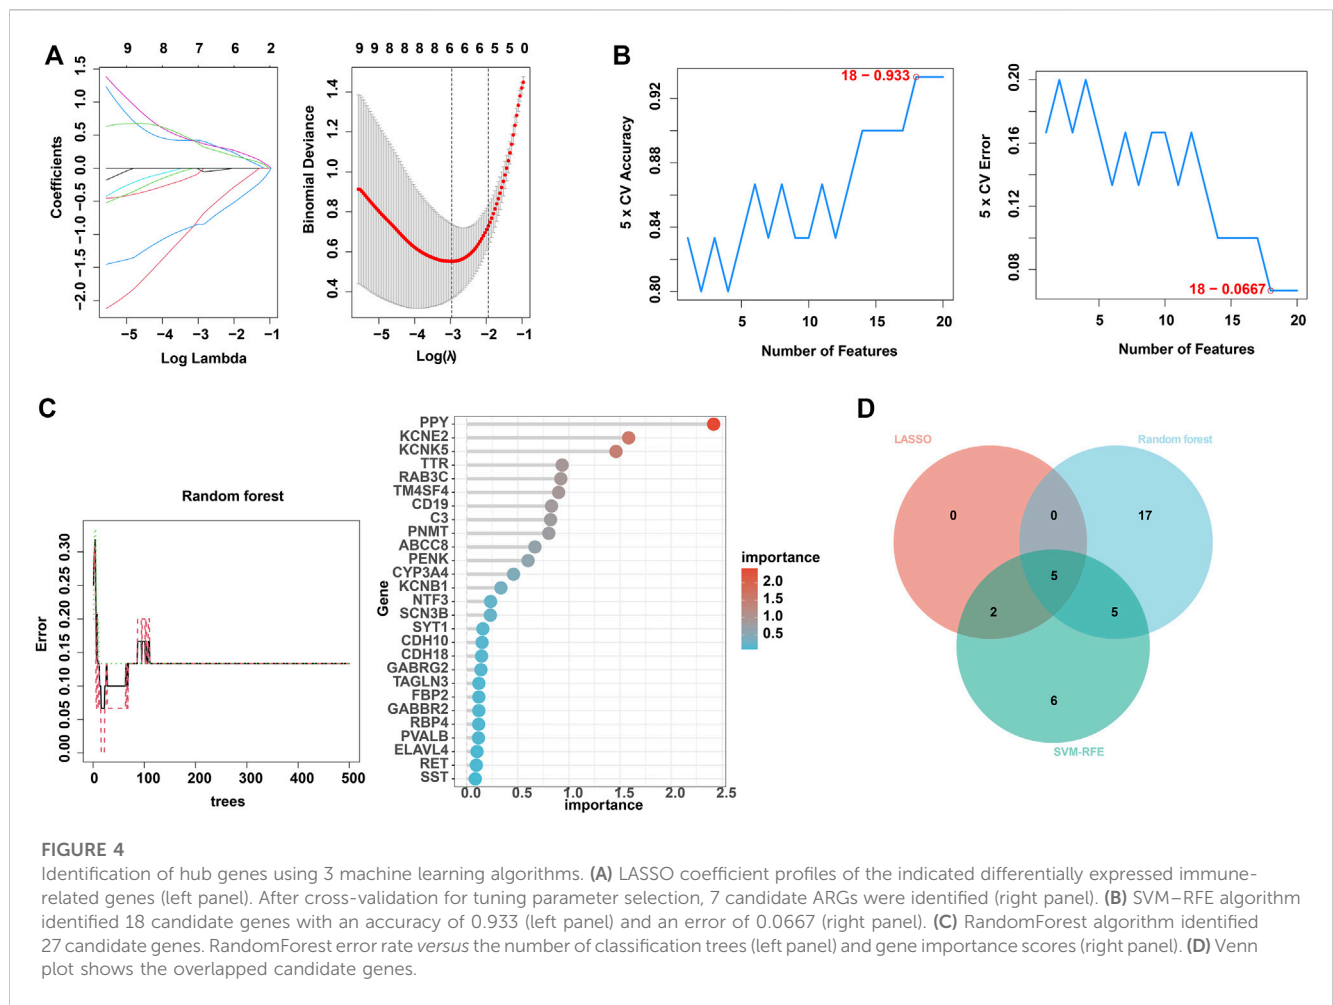 A
9 8 7 6 2
1.5
1.0
0.5
0.0
−0.5
−1.0
−1.5
−2.0
Coefficients
−5 −4 −3 −2 −1
Log Lambda
9 9 9 8 8 8 8 6 6 6 5 5 0
1.4
1.2
1.0
0.8
0.6
0.4
Binomial Deviance
−5 −4 −3 −2 −1
Log(λ)
B
18 − 0.933
0.92
0.88
0.84
0.80
5 x CV Accuracy
5 10 15 20
Number of Features
0.20
0.16
0.12
0.08
5 x CV Error
18 − 0.0667
5 10 15 20
Number of Features
C
Random forest
0.30
0.25
0.20
0.15
0.10
0.05
0.00
Error
0 100 200 300 400 500
trees
Gene
PPY
KCNE2
KCNK5
TTR
RAB3C
TM4SF4
CD19
C3
PNMT
ABCC8
PENK
CYP3A4
KCNB1
NTF3
SCN3B
SYT1
CDH10
CDH18
GABRG2
TAGLN3
FBP2
GABBR2
RBP4
PVALB
ELAVL4
RET
SST
0.0 0.5 1.0 1.5 2.0 2.5
importance
importance
2.0
1.5
1.0
0.5
D
LASSO
Random forest
0 0 17
5
2 5
6
SVM-RFE
FIGURE 4
Identification of hub genes using 3 machine learning algorithms. (A) LASSO coefficient profiles of the indicated differentially expressed immune-
related genes (left panel). After cross-validation for tuning parameter selection, 7 candidate ARGs were identified (right panel). (B) SVM–RFE algorithm
identified 18 candidate genes with an accuracy of 0.933 (left panel) and an error of 0.0667 (right panel). (C) RandomForest algorithm identified
27 candidate genes. RandomForest error rate versus the number of classification trees (left panel) and gene importance scores (right panel). (D) Venn
plot shows the overlapped candidate genes.